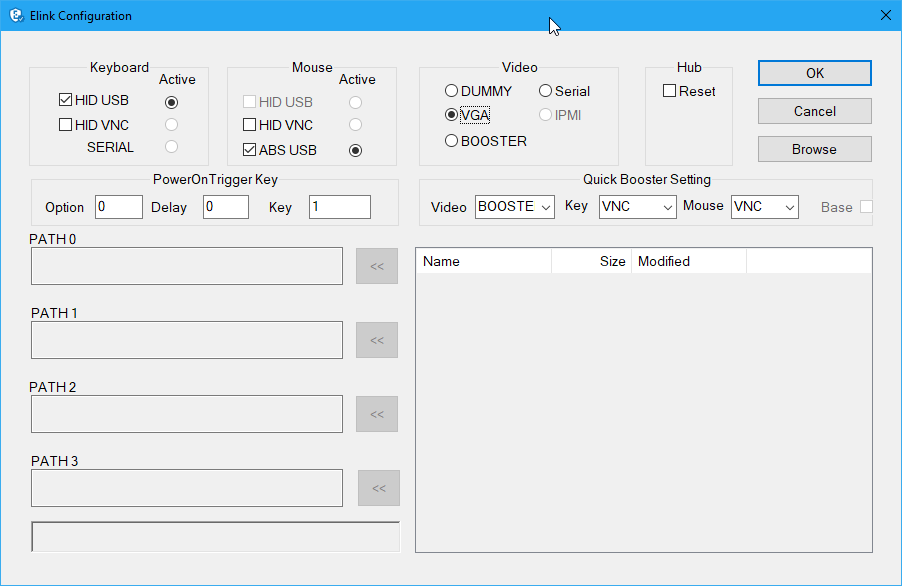 Elink Configuration
Keyboard
Active
HID USB
HID VNC
SERIAL
Mouse
Active
HID USB
HID VNC
ABS USB
Video
DUMMY
Serial
VGA
IPMI
BOOSTER
Hub
Reset
OK
Cancel
Browse
PowerOnTrigger Key
Option 0 Delay 0 Key 1
Quick Booster Setting
Video BOOSTE Key VNC Mouse VNC Base
PATH 0
<<
PATH 1
<<
PATH 2
<<
PATH 3
<<
Name Size Modified